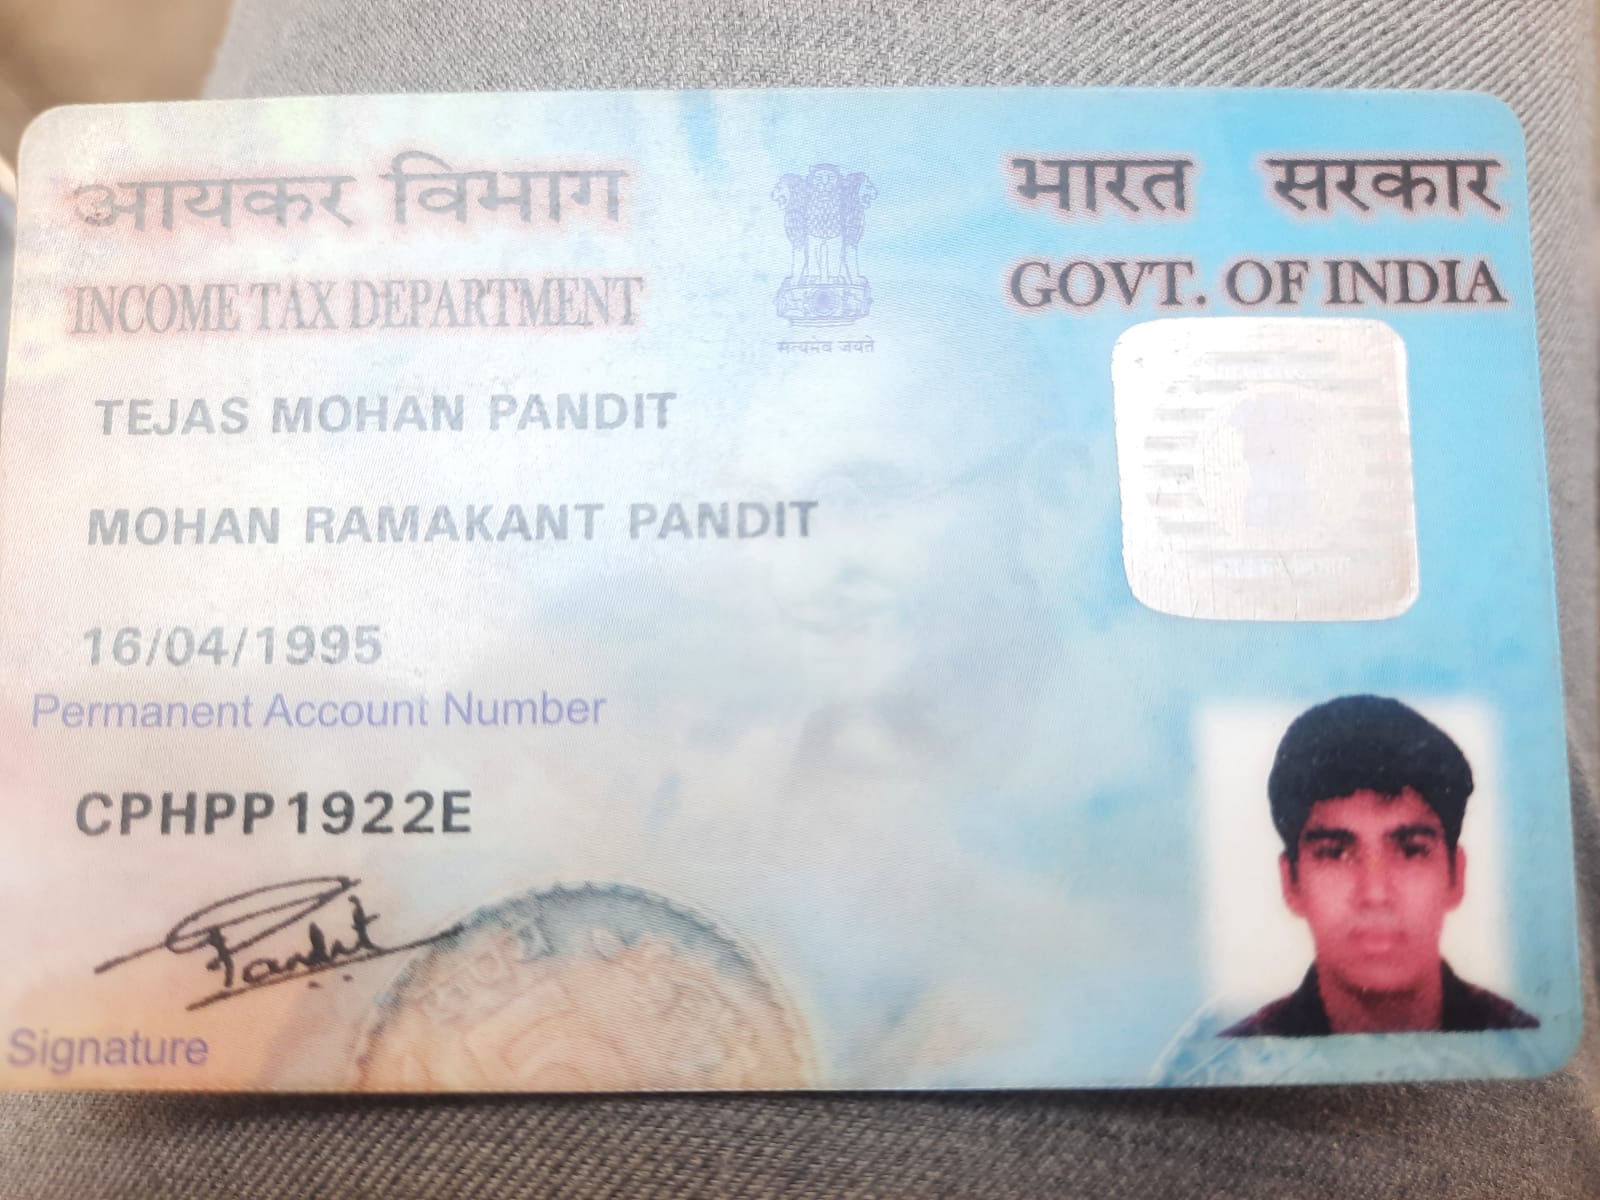 आयकर विभाग
INCOME TAX DEPARTMENT
सत्यमेव जयते
भारत सरकार
GOVT. OF INDIA
TEJAS MOHAN PANDIT
MOHAN RAMAKANT PANDIT
16/04/1995
Permanent Account Number
CPHPP1922E
Pandit
Signature